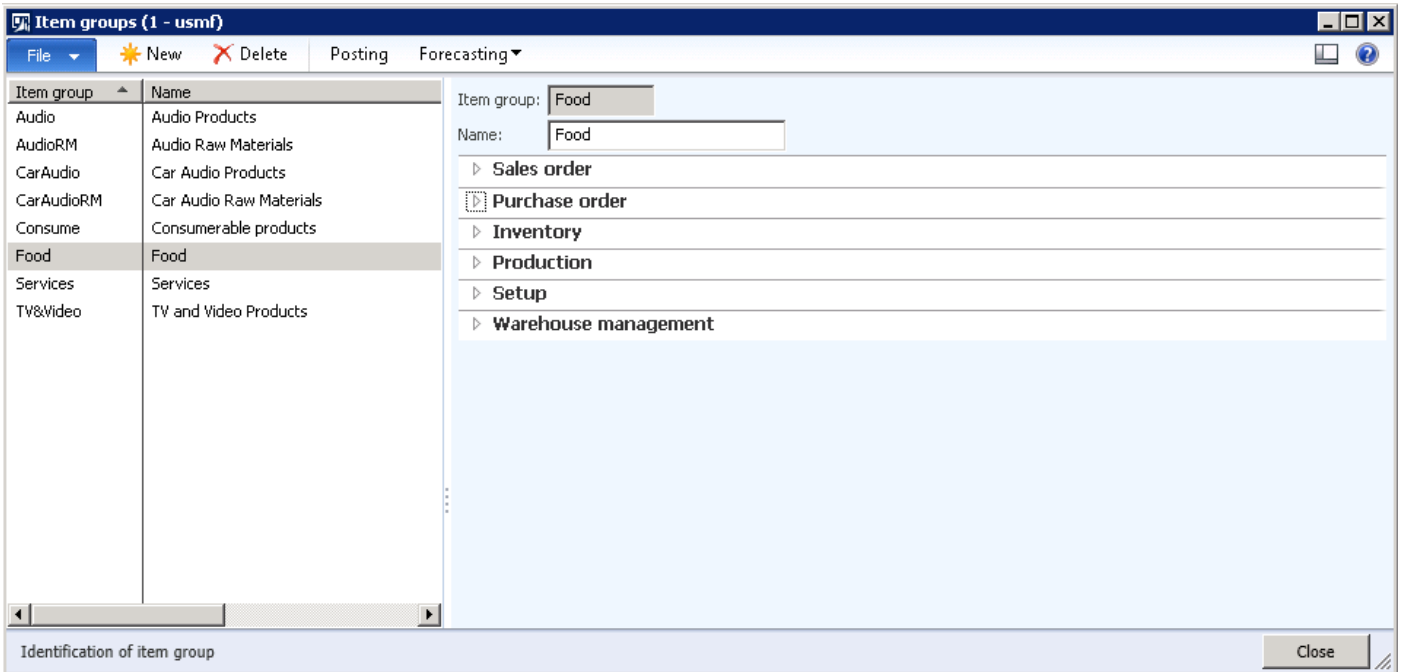 Item groups (1 - usmf)
File New Delete Posting Forecasting
Item group Name
Audio Audio Products
AudioRM Audio Raw Materials
CarAudio Car Audio Products
CarAudioRM Car Audio Raw Materials
Consume Consumerable products
Food Food
Services Services
TV&Video TV and Video Products
Item group: Food
Name: Food
Sales order
Purchase order
Inventory
Production
Setup
Warehouse management
Identification of item group
Close